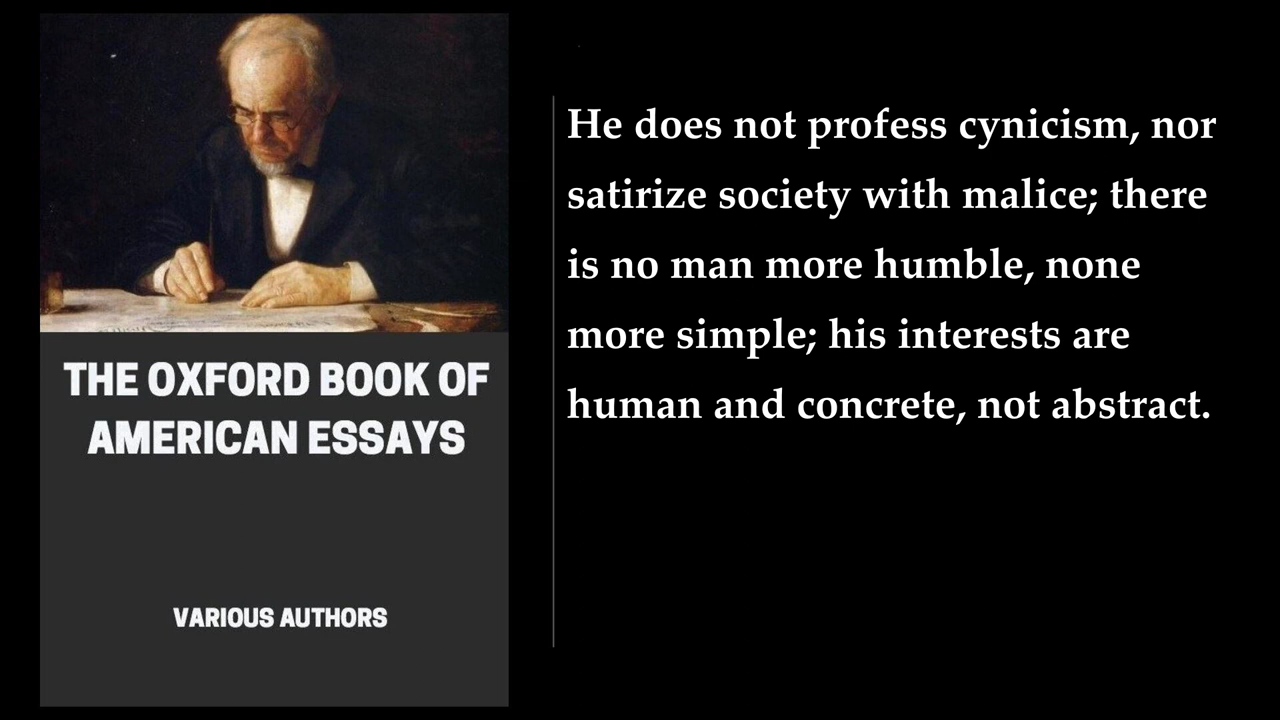 THE OXFORD BOOK OF
AMERICAN ESSAYS
VARIOUS AUTHORS
He does not profess cynicism, nor
satirize society with malice; there
is no man more humble, none
more simple; his interests are
human and concrete, not abstract.